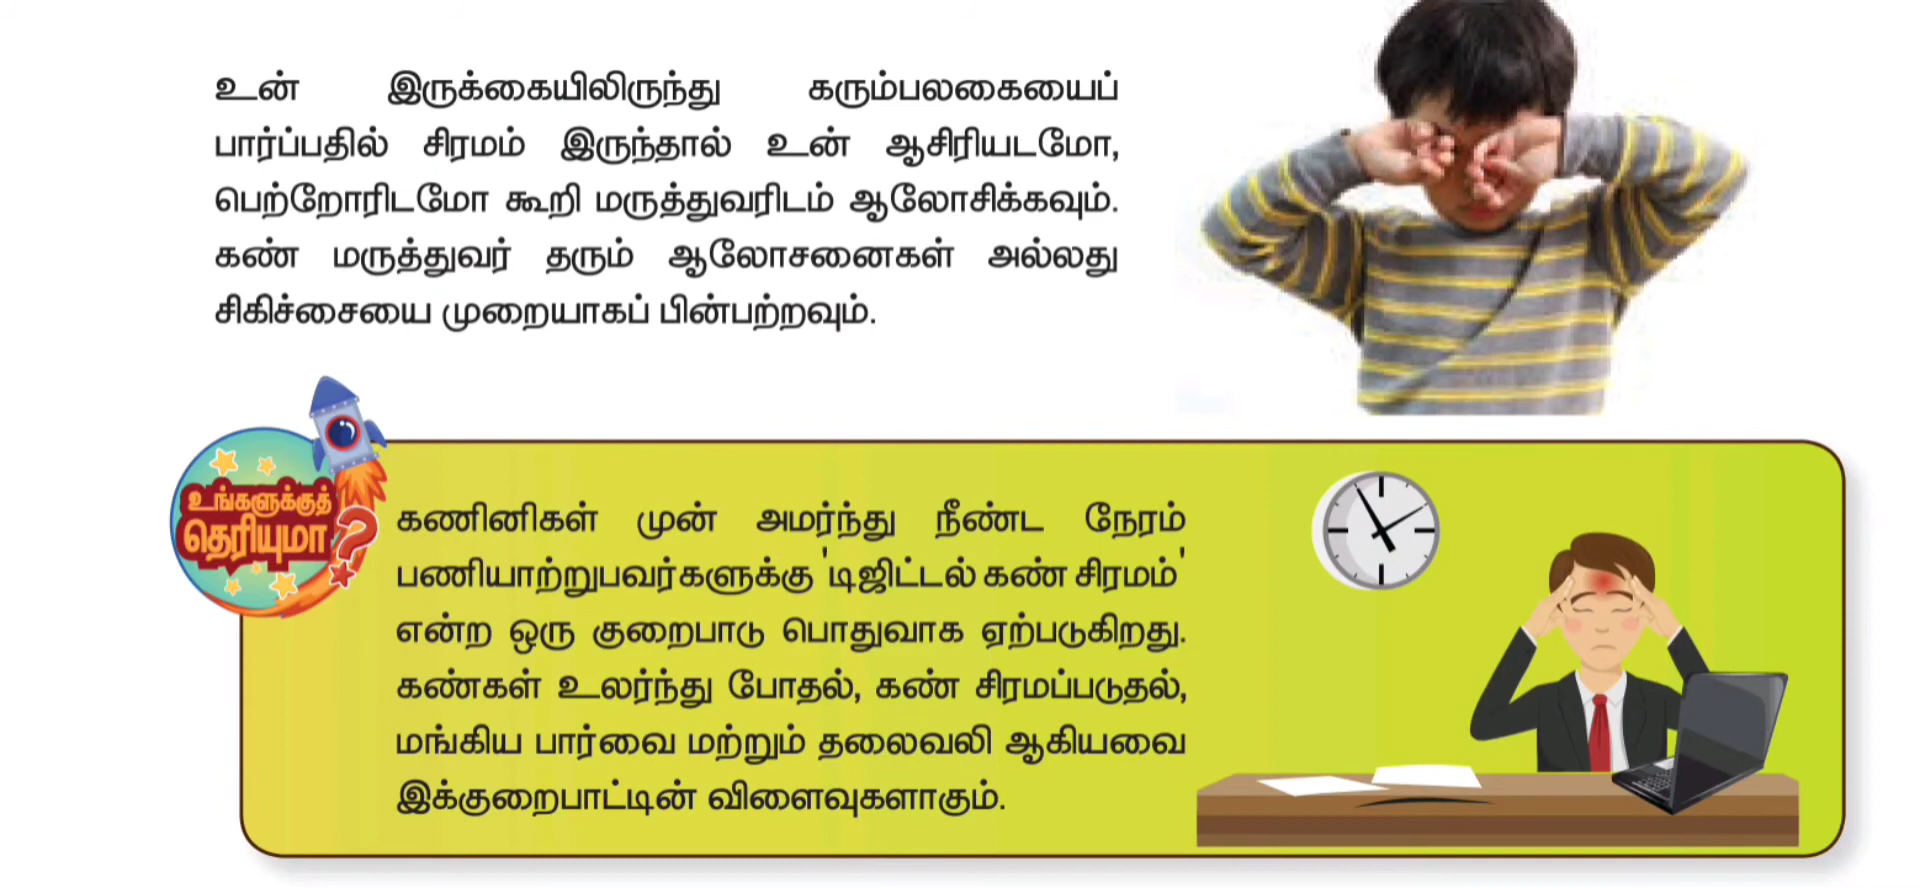 உன் இருக்கையிலிருந்து கரும்பலகையைப்
பார்ப்பதில் சிரமம் இருந்தால் உன் ஆசிரியடமோ,
பெற்றோரிடமோ கூறி மருத்துவரிடம் ஆலோசிக்கவும்.
கண் மருத்துவர் தரும் ஆலோசனைகள் அல்லது
சிகிச்சையை முறையாகப் பின்பற்றவும்.
உங்களுக்குத்
தெரியுமா?
கணினிகள் முன் அமர்ந்து நீண்ட நேரம்
பணியாற்றுபவர்களுக்கு 'டிஜிட்டல் கண் சிரமம்'
என்ற ஒரு குறைபாடு பொதுவாக ஏற்படுகிறது.
கண்கள் உலர்ந்து போதல், கண் சிரமப்படுதல்,
மங்கிய பார்வை மற்றும் தலைவலி ஆகியவை
இக்குறைபாட்டின் விளைவுகளாகும்.